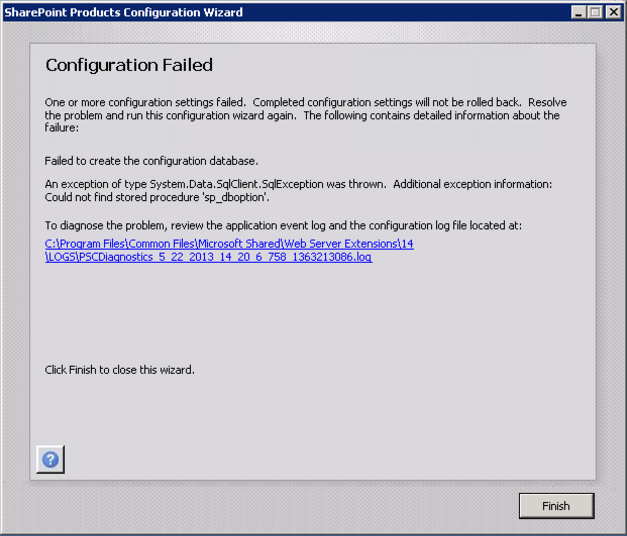 SharePoint Products Configuration Wizard
Configuration Failed
One or more configuration settings failed.  Completed configuration settings will not be rolled back.  Resolve
the problem and run this configuration wizard again.  The following contains detailed information about the
failure:
Failed to create the configuration database.
An exception of type System.Data.SqlClient.SqlException was thrown.  Additional exception information:
Could not find stored procedure 'sp_dboption'.
To diagnose the problem, review the application event log and the configuration log file located at:
C:\Program Files\Common Files\Microsoft Shared\Web Server Extensions\14
\LOGS\PSCDiagnostics_5_22_2013_14_20_6_758_1363213086.log
Click Finish to close this wizard.
?
Finish